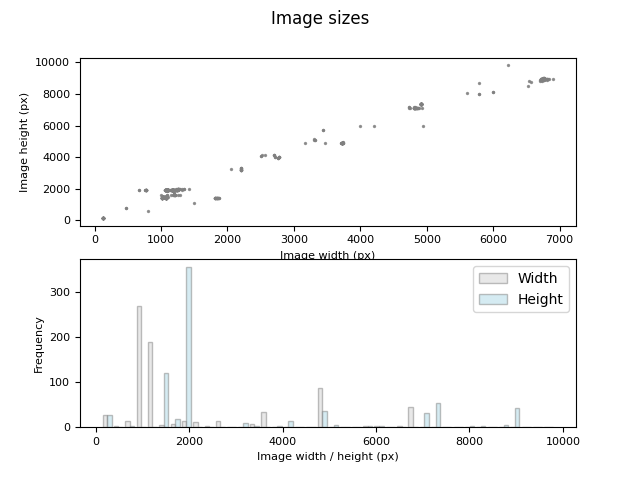 Image sizes
10000
8000
6000
4000
2000
0
Image height (px)
0 1000 2000 3000 4000 5000 6000 7000
Image width (px)
Width
Height
300
200
100
0
Frequency
0 2000 4000 6000 8000 10000
Image width / height (px)